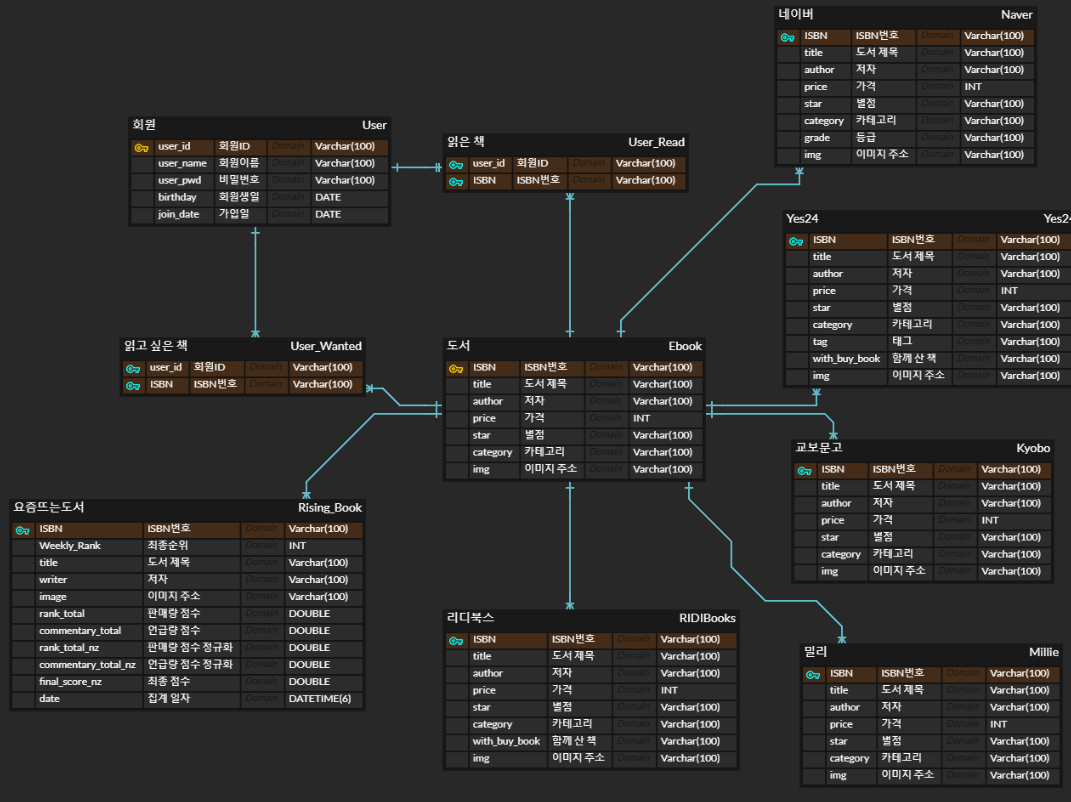 네이버 Naver
ISBN ISBN번호 Domain Varchar(100)
title 도서 제목 Domain Varchar(100)
author 저자 Domain Varchar(100)
price 가격 Domain INT
star 별점 Domain Varchar(100)
category 카테고리 Domain Varchar(100)
grade 등급 Domain Varchar(100)
img 이미지 주소 Domain Varchar(100)
회원 User
user_id 회원ID Domain Varchar(100)
user_name 회원이름 Domain Varchar(100)
user_pwd 비밀번호 Domain Varchar(100)
birthday 회원생일 Domain DATE
join_date 가입일 Domain DATE
읽은 책 User_Read
user_id 회원ID Domain Varchar(100)
ISBN ISBN번호 Domain Varchar(100)
Yes24 Yes24
ISBN ISBN번호 Domain Varchar(100)
title 도서 제목 Domain Varchar(100)
author 저자 Domain Varchar(100)
price 가격 Domain INT
star 별점 Domain Varchar(100)
category 카테고리 Domain Varchar(100)
tag 태그 Domain Varchar(100)
with_buy_book 함께 산 책 Domain Varchar(100)
img 이미지 주소 Domain Varchar(100)
읽고 싶은 책 User_Wanted
user_id 회원ID Domain Varchar(100)
ISBN ISBN번호 Domain Varchar(100)
도서 Ebook
ISBN ISBN번호 Domain Varchar(100)
title 도서 제목 Domain Varchar(100)
author 저자 Domain Varchar(100)
price 가격 Domain INT
star 별점 Domain Varchar(100)
category 카테고리 Domain Varchar(100)
img 이미지 주소 Domain Varchar(100)
교보문고 Kyobo
ISBN ISBN번호 Domain Varchar(100)
title 도서 제목 Domain Varchar(100)
author 저자 Domain Varchar(100)
price 가격 Domain INT
star 별점 Domain Varchar(100)
category 카테고리 Domain Varchar(100)
img 이미지 주소 Domain Varchar(100)
요즘뜨는도서 Rising_Book
ISBN ISBN번호 Domain Varchar(100)
Weekly_Rank 최종순위 Domain INT
title 도서 제목 Domain Varchar(100)
writer 저자 Domain Varchar(100)
image 이미지 주소 Domain Varchar(100)
rank_total 판매량 점수 Domain DOUBLE
commentary_total 언급량 점수 Domain DOUBLE
rank_total_nz 판매량 점수 정규화 Domain DOUBLE
commentary_total_nz 언급량 점수 정규화 Domain DOUBLE
final_score_nz 최종 점수 Domain DOUBLE
date 집계 일자 Domain DATETIME(6)
리디북스 RIDIBooks
ISBN ISBN번호 Domain Varchar(100)
title 도서 제목 Domain Varchar(100)
author 저자 Domain Varchar(100)
price 가격 Domain INT
star 별점 Domain Varchar(100)
category 카테고리 Domain Varchar(100)
with_buy_book 함께 산 책 Domain Varchar(100)
img 이미지 주소 Domain Varchar(100)
밀리 Millie
ISBN ISBN번호 Domain Varchar(100)
title 도서 제목 Domain Varchar(100)
author 저자 Domain Varchar(100)
price 가격 Domain INT
star 별점 Domain Varchar(100)
category 카테고리 Domain Varchar(100)
img 이미지 주소 Domain Varchar(100)